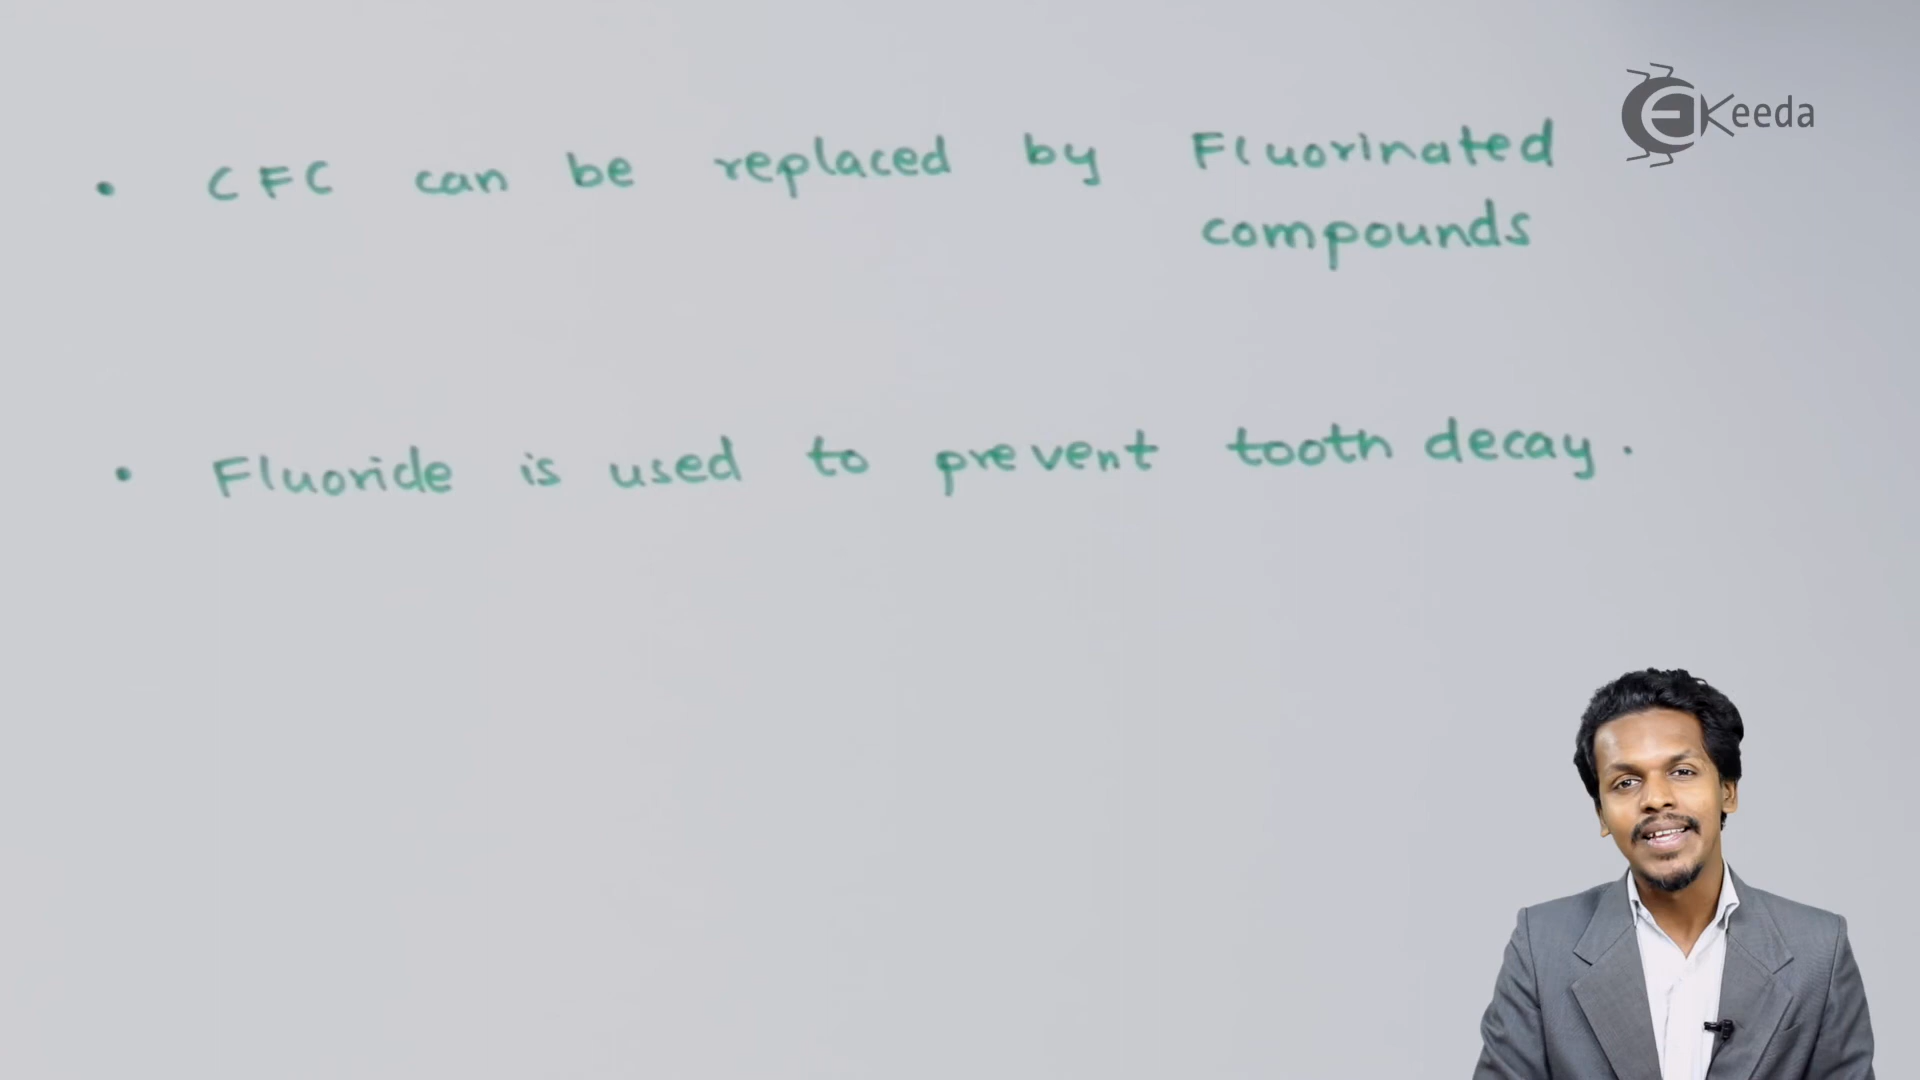 EKeeda
• CFC can be replaced by Fluorinated
compounds
• Fluoride is used to prevent tooth decay.